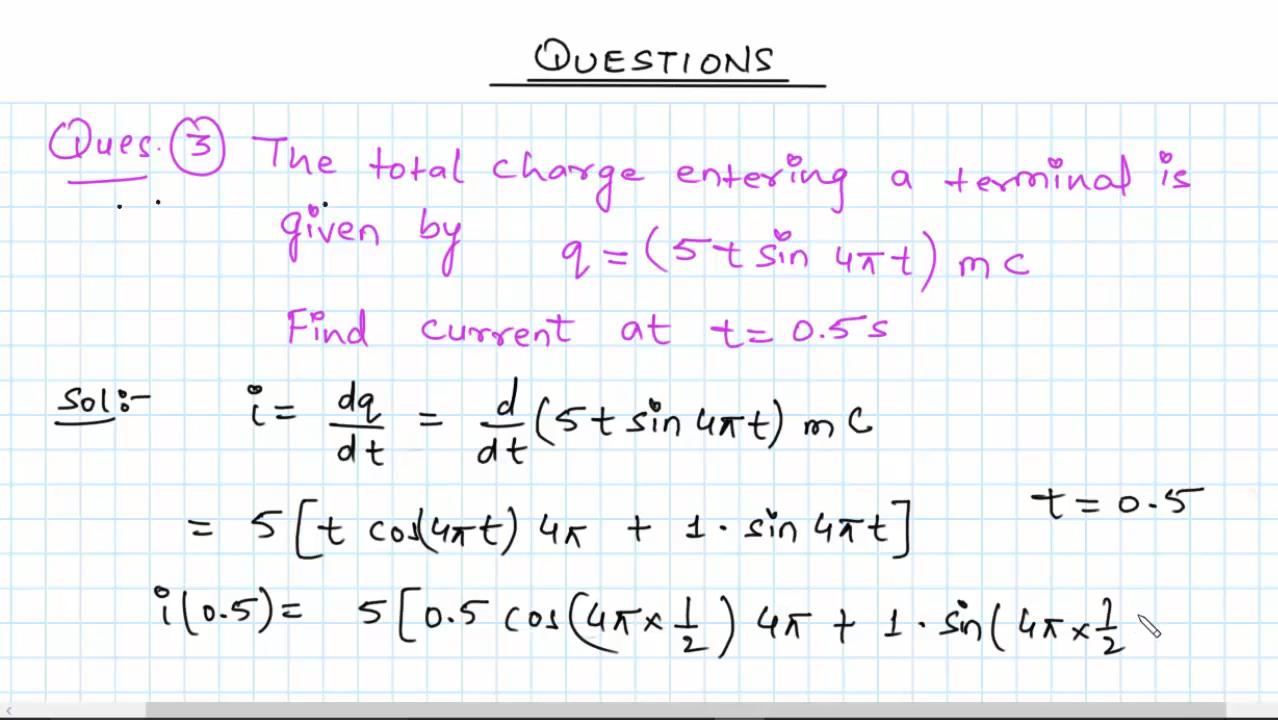 QUESTIONS
Ques. ③ The total charge entering a terminal is
given by q = (5t sin 4πt) mC
Find current at t = 0.5s
Sol:- i = dq/dt = d/dt (5t sin 4πt) mC
= 5[t cos(4πt) 4π + 1· sin 4πt] t = 0.5
i(0.5) = 5[0.5 cos(4π × 1/2) 4π + 1· sin(4π × 1/2